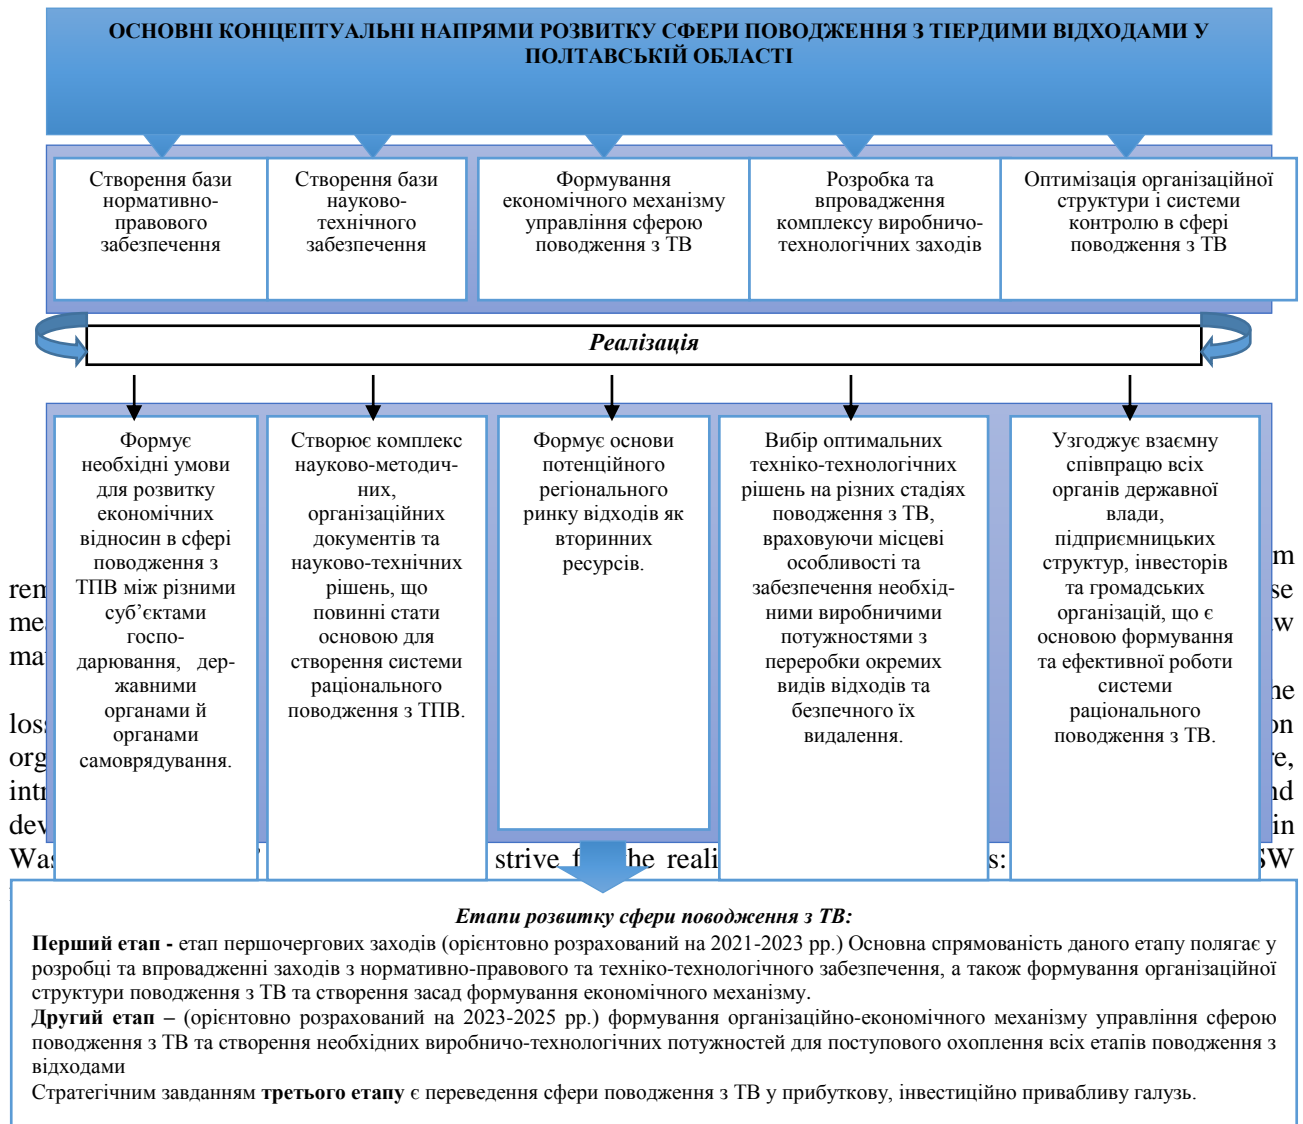 ОСНОВНІ КОНЦЕПТУАЛЬНІ НАПРЯМИ РОЗВИТКУ СФЕРИ ПОВОДЖЕННЯ З ТІЕРДИМИ ВІДХОДАМИ У
ПОЛТАВСЬКІЙ ОБЛАСТІ
Створення бази
нормативно-
правового
забезпечення
Створення бази
науково-
технічного
забезпечення
Формування
економічного механізму
управління сферою
поводження з ТВ
Розробка та
впровадження
комплексу виробничо-
технологічних заходів
Оптимізація організаційної
структури і системи
контролю в сфері
поводження з ТВ
Реалізація
Формує
необхідні умови
для розвитку
економічних
відносин в сфері
поводження з
ТПВ між різними
суб’єктами
госпо-
дарювання, дер-
жавними
органами й
органами
самоврядування.
Створює комплекс
науково-методич-
них,
організаційних
документів та
науково-технічних
рішень, що
повинні стати
основою для
створення системи
раціонального
поводження з ТПВ.
Формує основи
потенційного
регіонального
ринку відходів як
вторинних
ресурсів.
Вибір оптимальних
техніко-технологічних
рішень на різних стадіях
поводження з ТВ,
враховуючи місцеві
особливості та
забезпечення необхід-
ними виробничими
потужностями з
переробки окремих
видів відходів та
безпечного їх
видалення.
Узгоджує взаємну
співпрацю всіх
органів державної
влади,
підприємницьких
структур, інвесторів
та громадських
організацій, що є
основою формування
та ефективної роботи
системи
раціонального
поводження з ТВ.
strive the reali
Етапи розвитку сфери поводження з ТВ:
Перший етап - етап першочергових заходів (орієнтовно розрахований на 2021-2023 рр.) Основна спрямованість даного етапу полягає у
розробці та впровадженні заходів з нормативно-правового та техніко-технологічного забезпечення, а також формування організаційної
структури поводження з ТВ та створення засад формування економічного механізму.
Другий етап – (орієнтовно розрахований на 2023-2025 рр.) формування організаційно-економічного механізму управління сферою
поводження з ТВ та створення необхідних виробничо-технологічних потужностей для поступового охоплення всіх етапів поводження з
відходами
Стратегічним завданням третього етапу є переведення сфери поводження з ТВ у прибуткову, інвестиційно привабливу галузь.